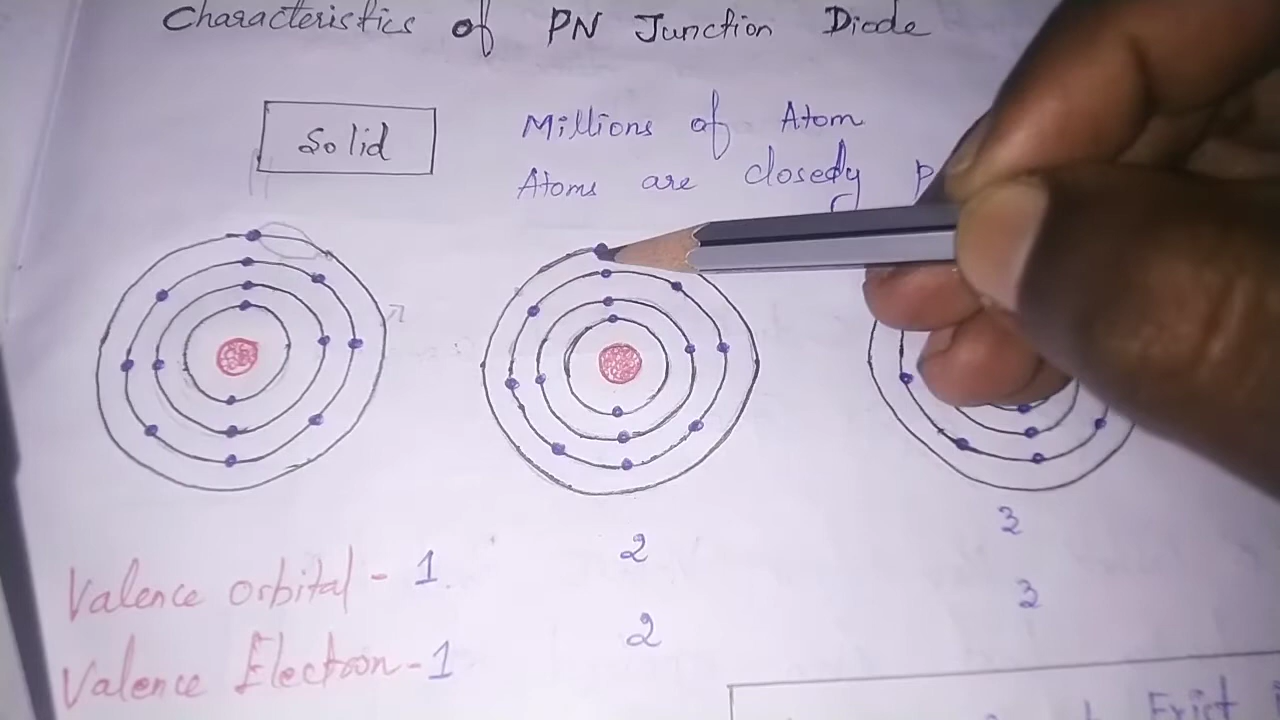 Characteristics of PN Junction Diode
Solid
Millions of Atom
Atoms are closedy
Valence orbital - 1.
2
3
Valence Electron - 1
2
3
Exist